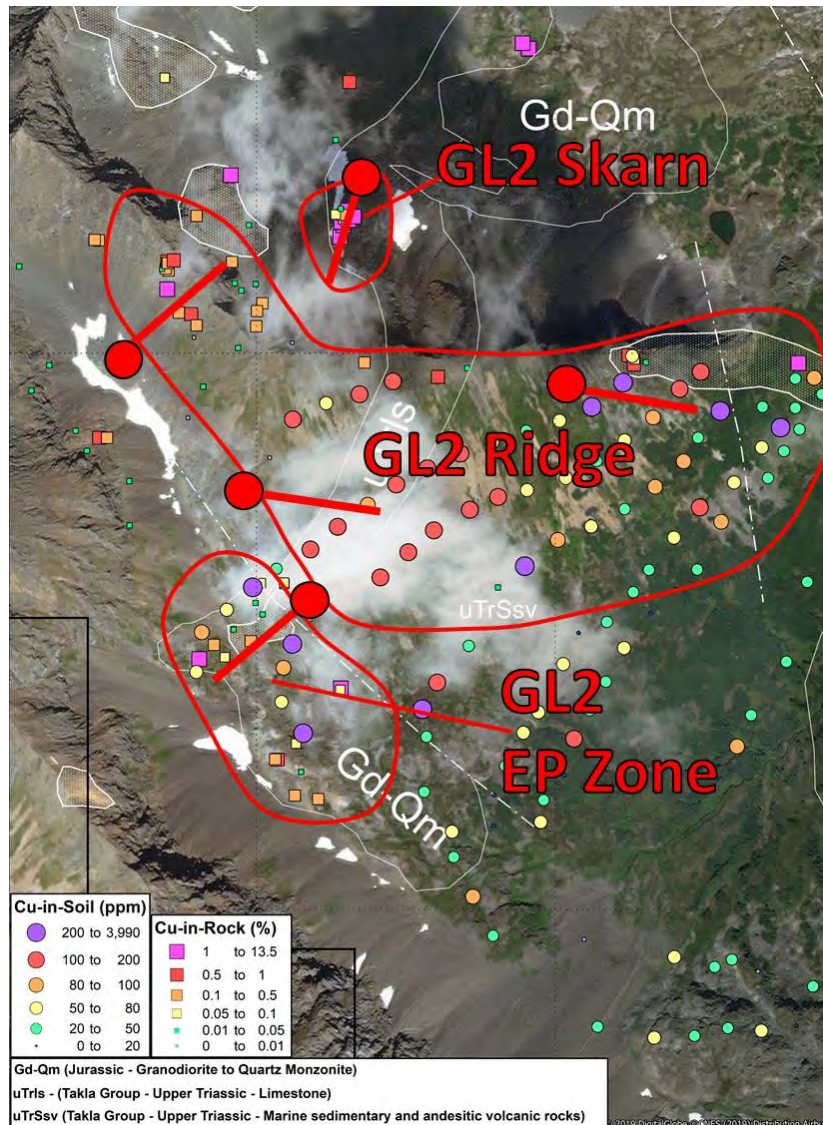 Gd-Qm
GL2 Skarn
GL2 Ridge
uTrSsv
GL2
EP Zone
Gd-Qm
Cu-in-Soil (ppm)
200 to 3,990
100 to 200
80 to 100
50 to 80
20 to 50
0 to 20
Cu-in-Rock (%)
1 to 13.5
0.5 to 1
0.1 to 0.5
0.05 to 0.1
0.01 to 0.05
0 to 0.01
Gd-Qm (Jurassic - Granodiorite to Quartz Monzonite)
uTrls - (Takla Group - Upper Triassic - Limestone)
uTrSsv (Takla Group - Upper Triassic - Marine sedimentary and andesitic volcanic rocks)